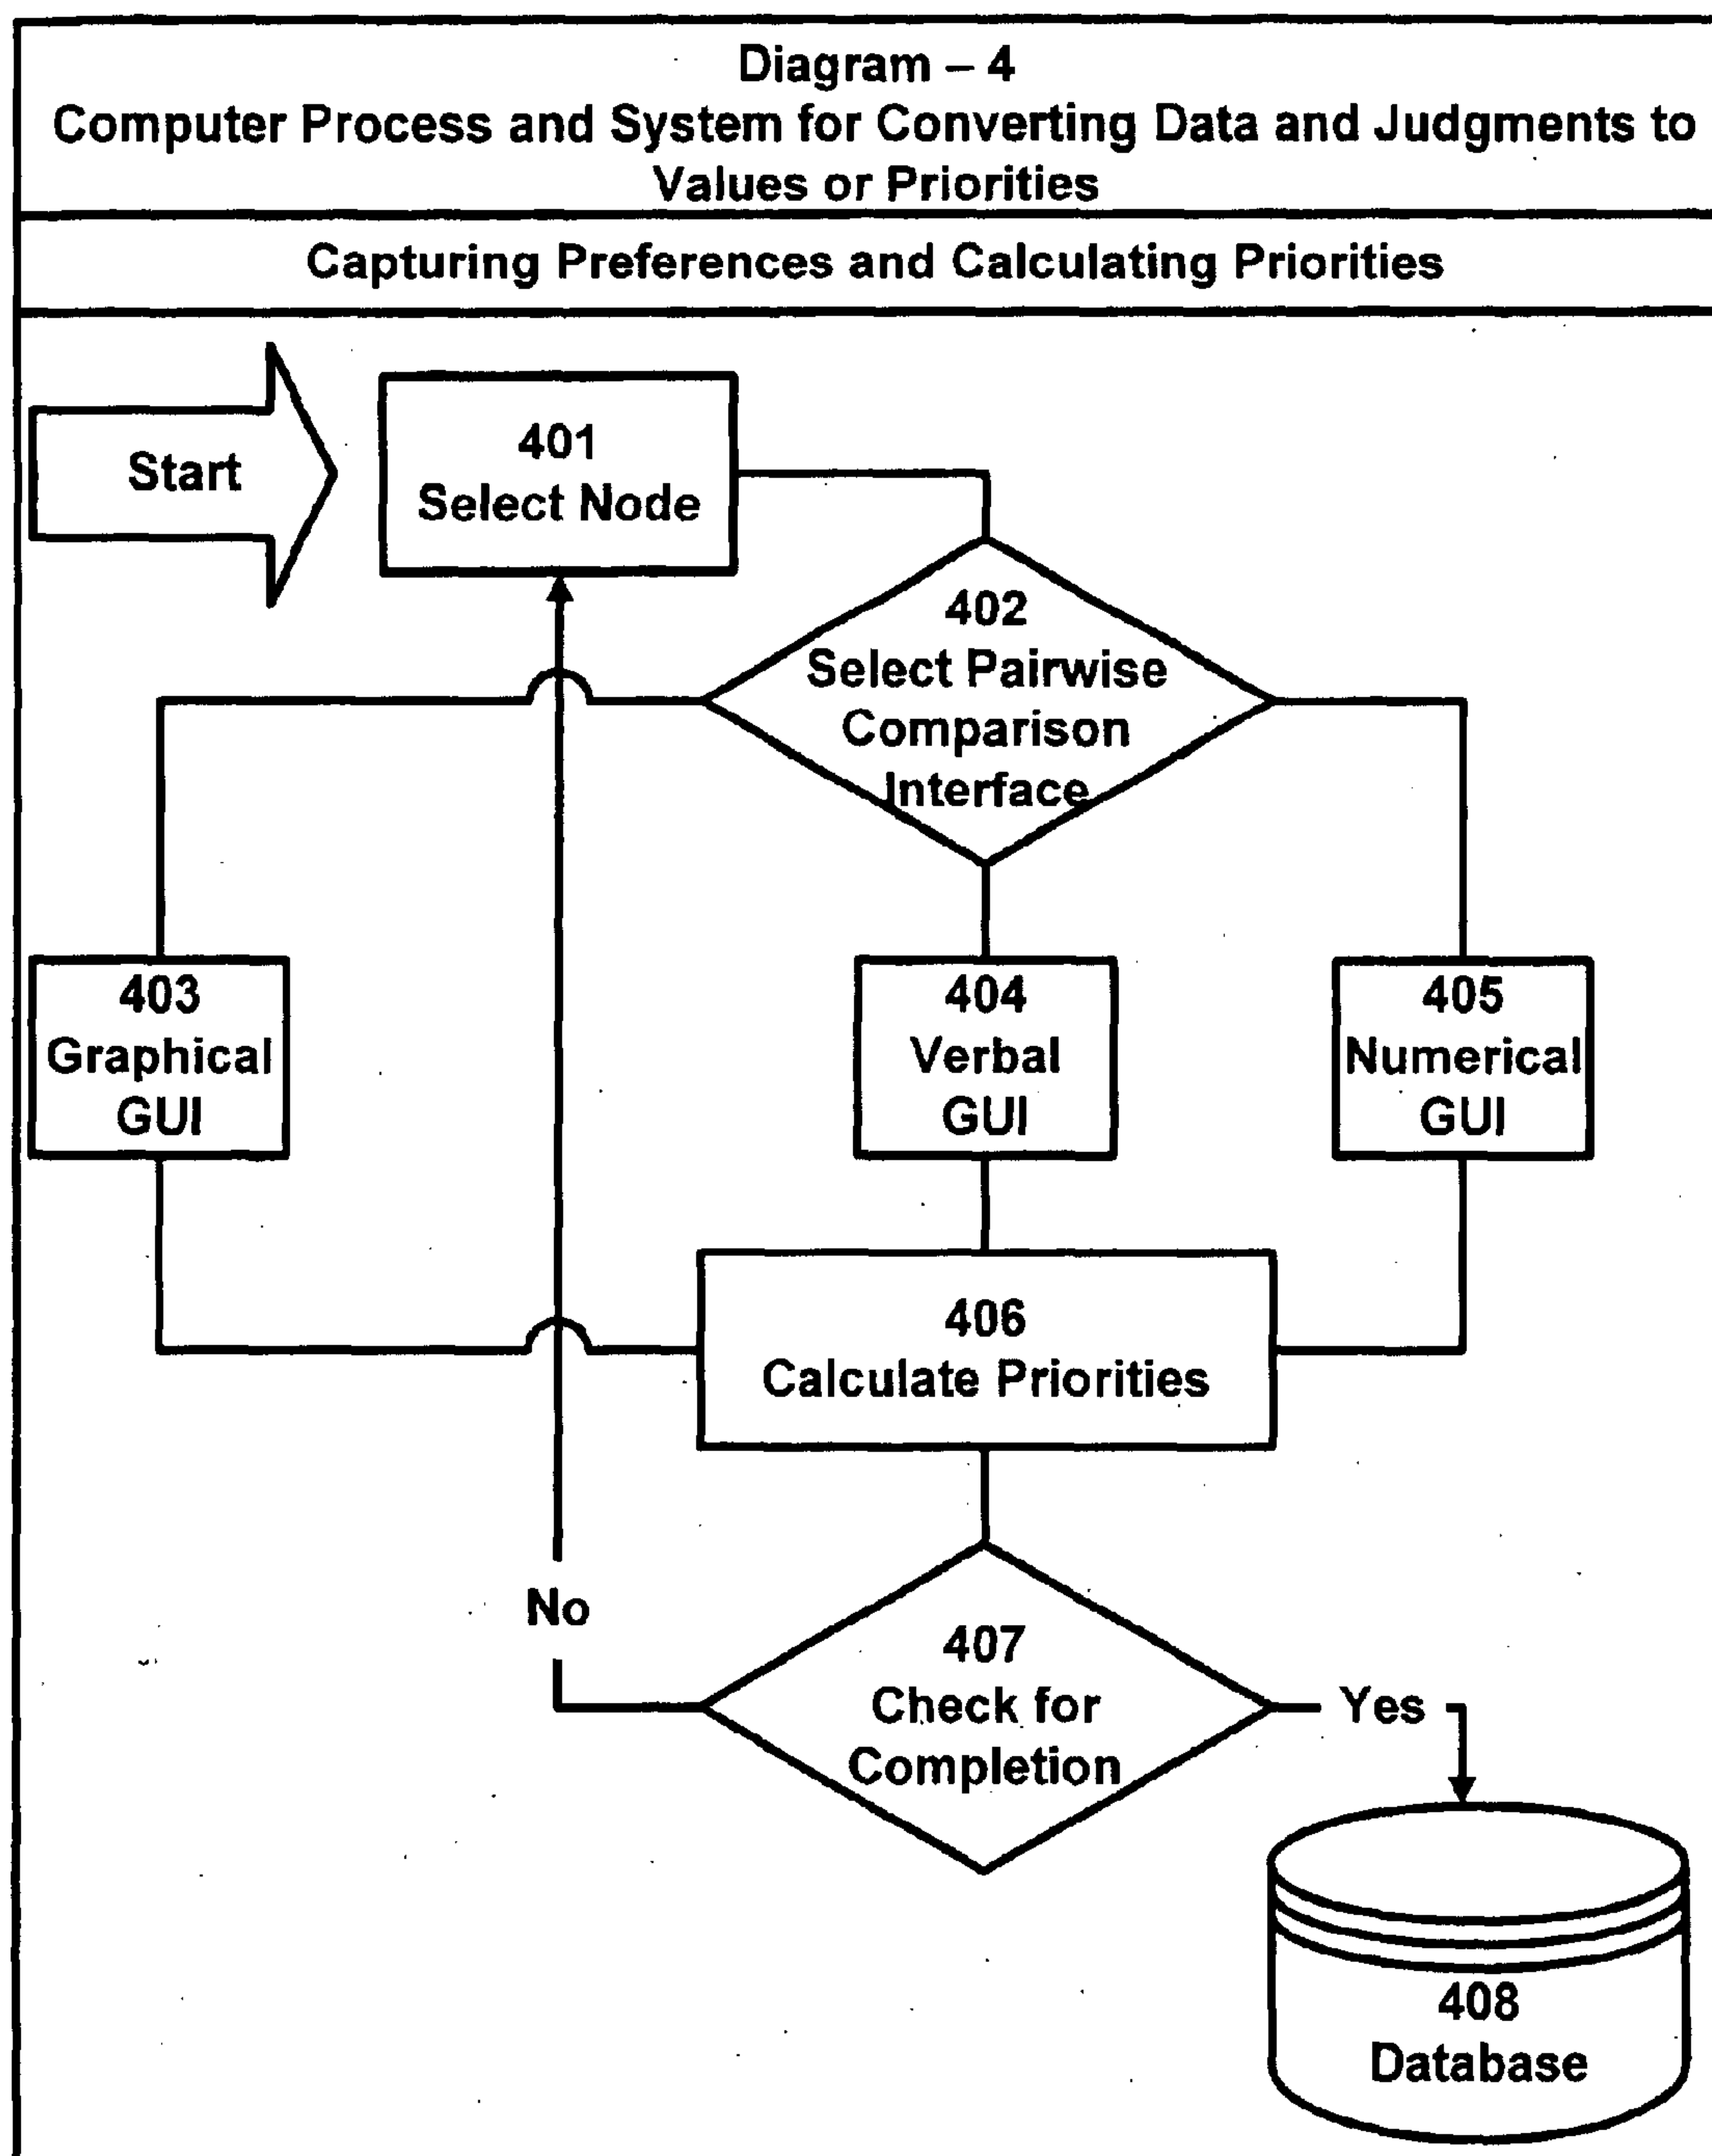 Diagram – 4
Computer Process and System for Converting Data and Judgments to
Values or Priorities
Capturing Preferences and Calculating Priorities
Start
401
Select Node
402
Select Pairwise
Comparison
Interface
403
Graphical
GUI
404
Verbal
GUI
405
Numerical
GUI
406
Calculate Priorities
No
407
Check for
Completion
Yes
408
Database